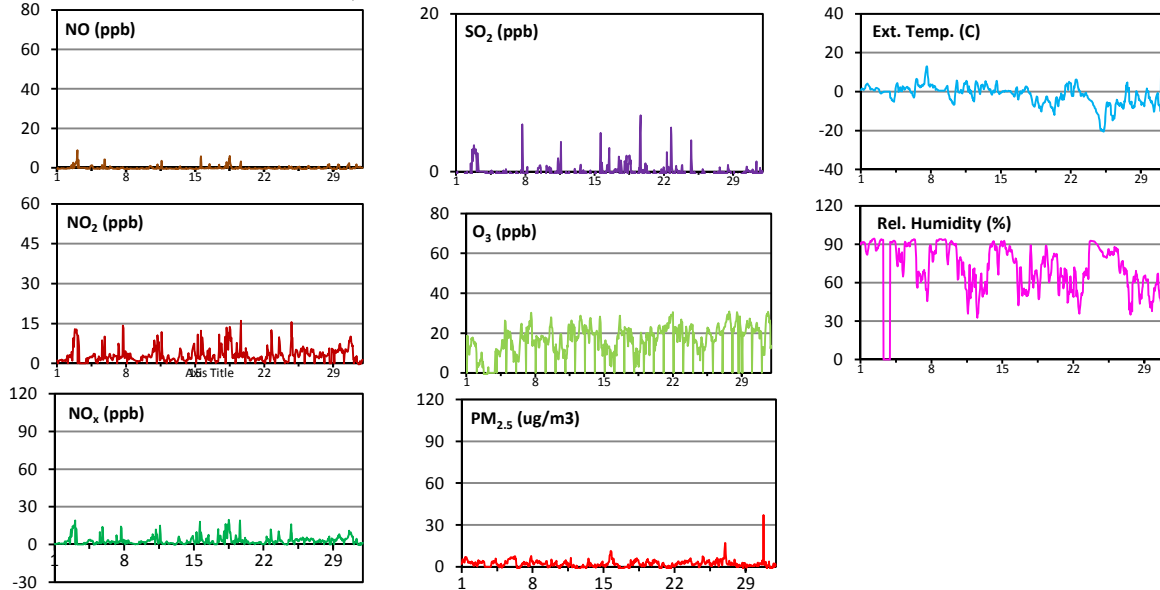 NO (ppb)
80
60
40
20
0
1 8 15 22 29
SO2 (ppb)
20
10
0
1 8 15 22 29
Ext. Temp. (C)
40
20
0
-20
-40
1 8 15 22 29
NO2 (ppb)
60
45
30
15
0
1 8 15 22 29
Axis Title
O3 (ppb)
80
60
40
20
0
1 8 15 22 29
Rel. Humidity (%)
120
90
60
30
0
1 8 15 22 29
NOx (ppb)
120
90
60
30
0
-30
1 8 15 22 29
PM2.5 (ug/m3)
120
90
60
30
0
1 8 15 22 29